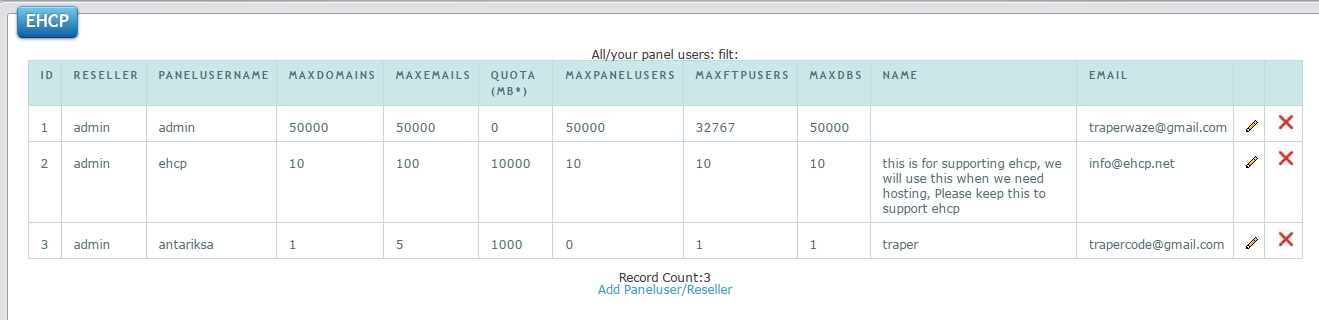 EHCP
All/your panel users: filt:
ID RESELLER PANELUSERNAME MAXDOMAINS MAXEMAILS QUOTA (MB*) MAXPANELUSERS MAXFTPUSERS MAXDBS NAME EMAIL
1 admin admin 50000 50000 0 50000 32767 50000 traperwaze@gmail.com
2 admin ehcp 10 100 10000 10 10 10 this is for supporting ehcp, we info@ehcp.net
will use this when we need
hosting, Please keep this to
support ehcp
3 admin antariksa 1 5 1000 0 1 1 traper trapercode@gmail.com
Record Count:3
Add Paneluser/Reseller